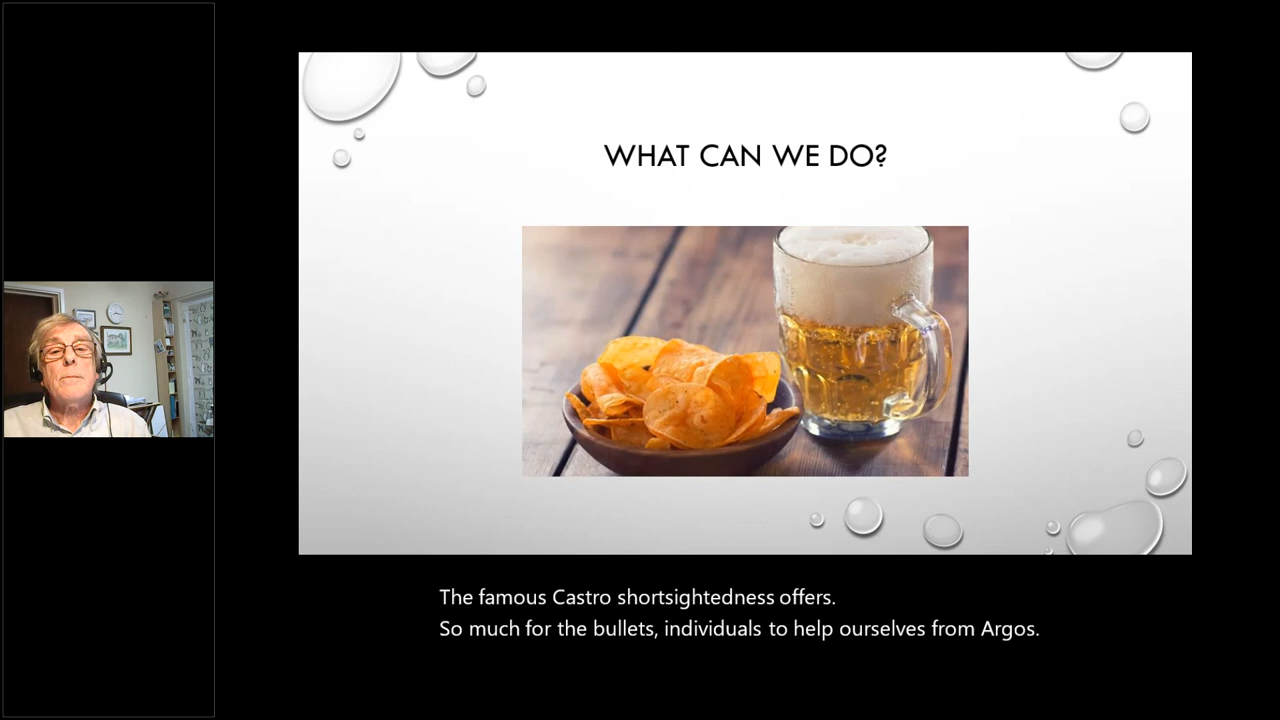 WHAT CAN WE DO?
The famous Castro shortsightedness offers.
So much for the bullets, individuals to help ourselves from Argos.